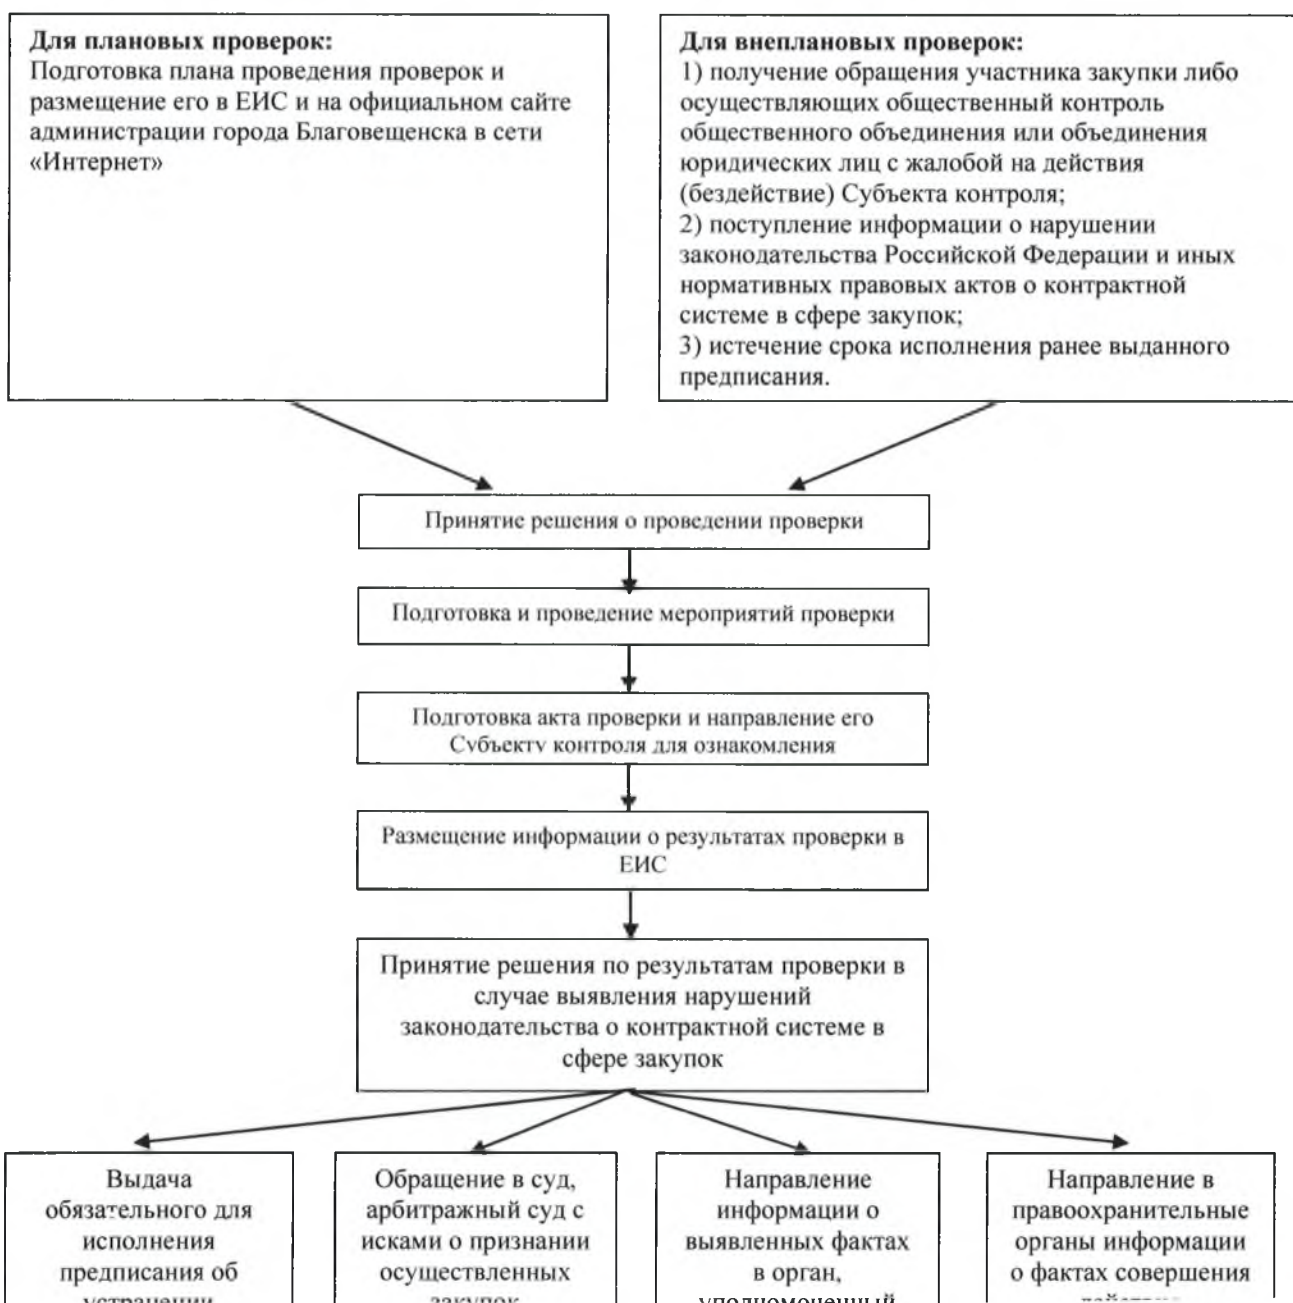 Для плановых проверок:
Подготовка плана проведения проверок и
размещение его в ЕИС и на официальном сайте
администрации города Благовещенска в сети
«Интернет»
Для внеплановых проверок:
1) получение обращения участника закупки либо
осуществляющих общественный контроль
общественного объединения или объединения
юридических лиц с жалобой на действия
(бездействие) Субъекта контроля;
2) поступление информации о нарушении
законодательства Российской Федерации и иных
нормативных правовых актов о контрактной
системе в сфере закупок;
3) истечение срока исполнения ранее выданного
предписания.
Принятие решения о проведении проверки
Подготовка и проведение мероприятий проверки
Подготовка акта проверки и направление его
Субъекту контроля для ознакомления
Размещение информации о результатах проверки в
ЕИС
Принятие решения по результатам проверки в
случае выявления нарушений
законодательства о контрактной системе в
сфере закупок
Выдача
обязательного для
исполнения
предписания об
устранении
Обращение в суд,
арбитражный суд с
исками о признании
осуществленных
закупок
Направление
информации о
выявленных фактах
в орган,
уполномоченный
Направление в
правоохранительные
органы информации
о фактах совершения